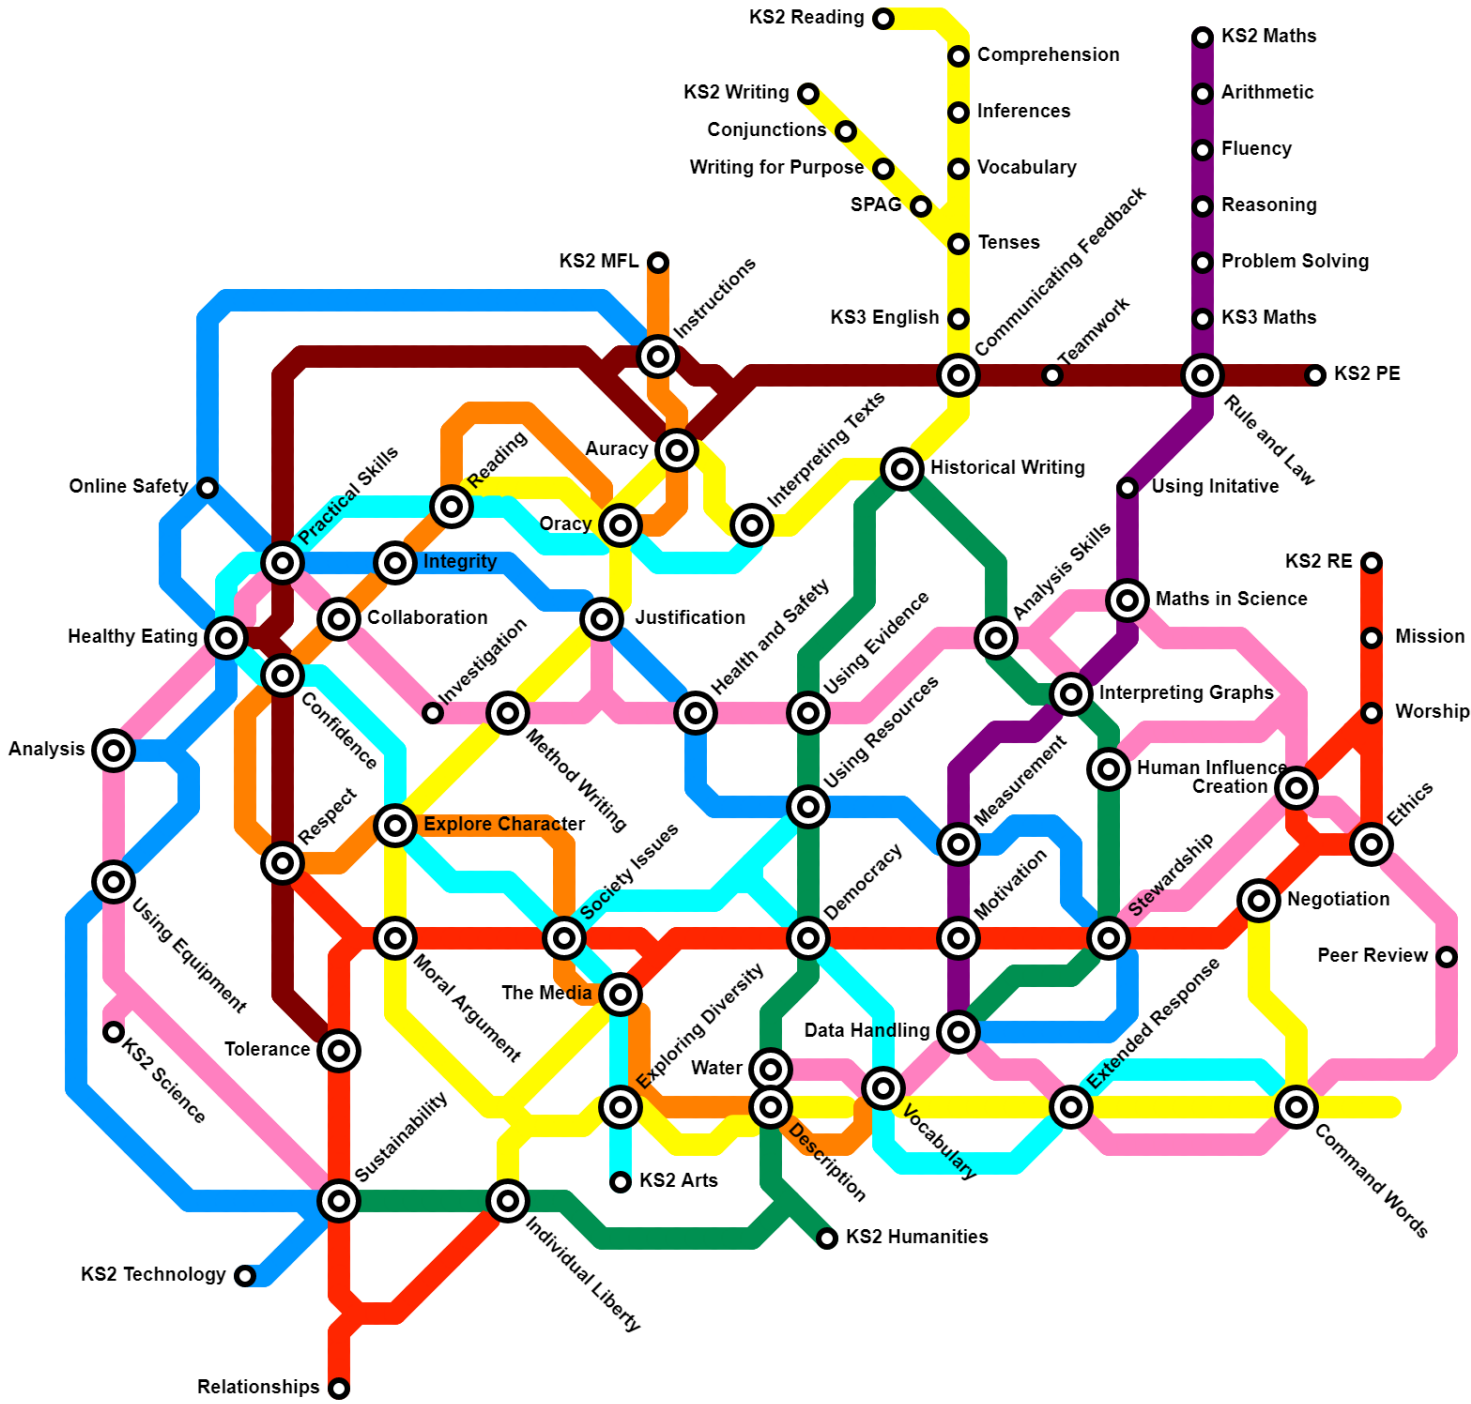 KS2 Reading
KS2 Maths
Comprehension
KS2 Writing
Arithmetic
Inferences
Conjunctions
Fluency
Writing for Purpose
Vocabulary
SPAG
Reasoning
Tenses
Communicating Feedback
KS2 MFL
Problem Solving
Instructions
KS3 English
Teamwork
KS3 Maths
KS2 PE
Rule and Law
Auracy
Interpreting Texts
Reading
Historical Writing
Online Safety
Practical Skills
Using Initative
Oracy
Integrity
Analysis Skills
KS2 RE
Maths in Science
Collaboration
Justification
Health and Safety
Healthy Eating
Investigation
Using Evidence
Mission
Confidence
Interpreting Graphs
Worship
Analysis
Method Writing
Using Resources
Measurement
Human Influence
Creation
Respect
Explore Character
Society Issues
Ethics
Using Equipment
Democracy
Motivation
Stewardship
Negotiation
Moral Argument
Peer Review
The Media
Exploring Diversity
Data Handling
Extended Response
KS2 Science
Tolerance
Water
Vocabulary
Description
Command Words
Sustainability
KS2 Arts
Individual Liberty
KS2 Humanities
KS2 Technology
Relationships